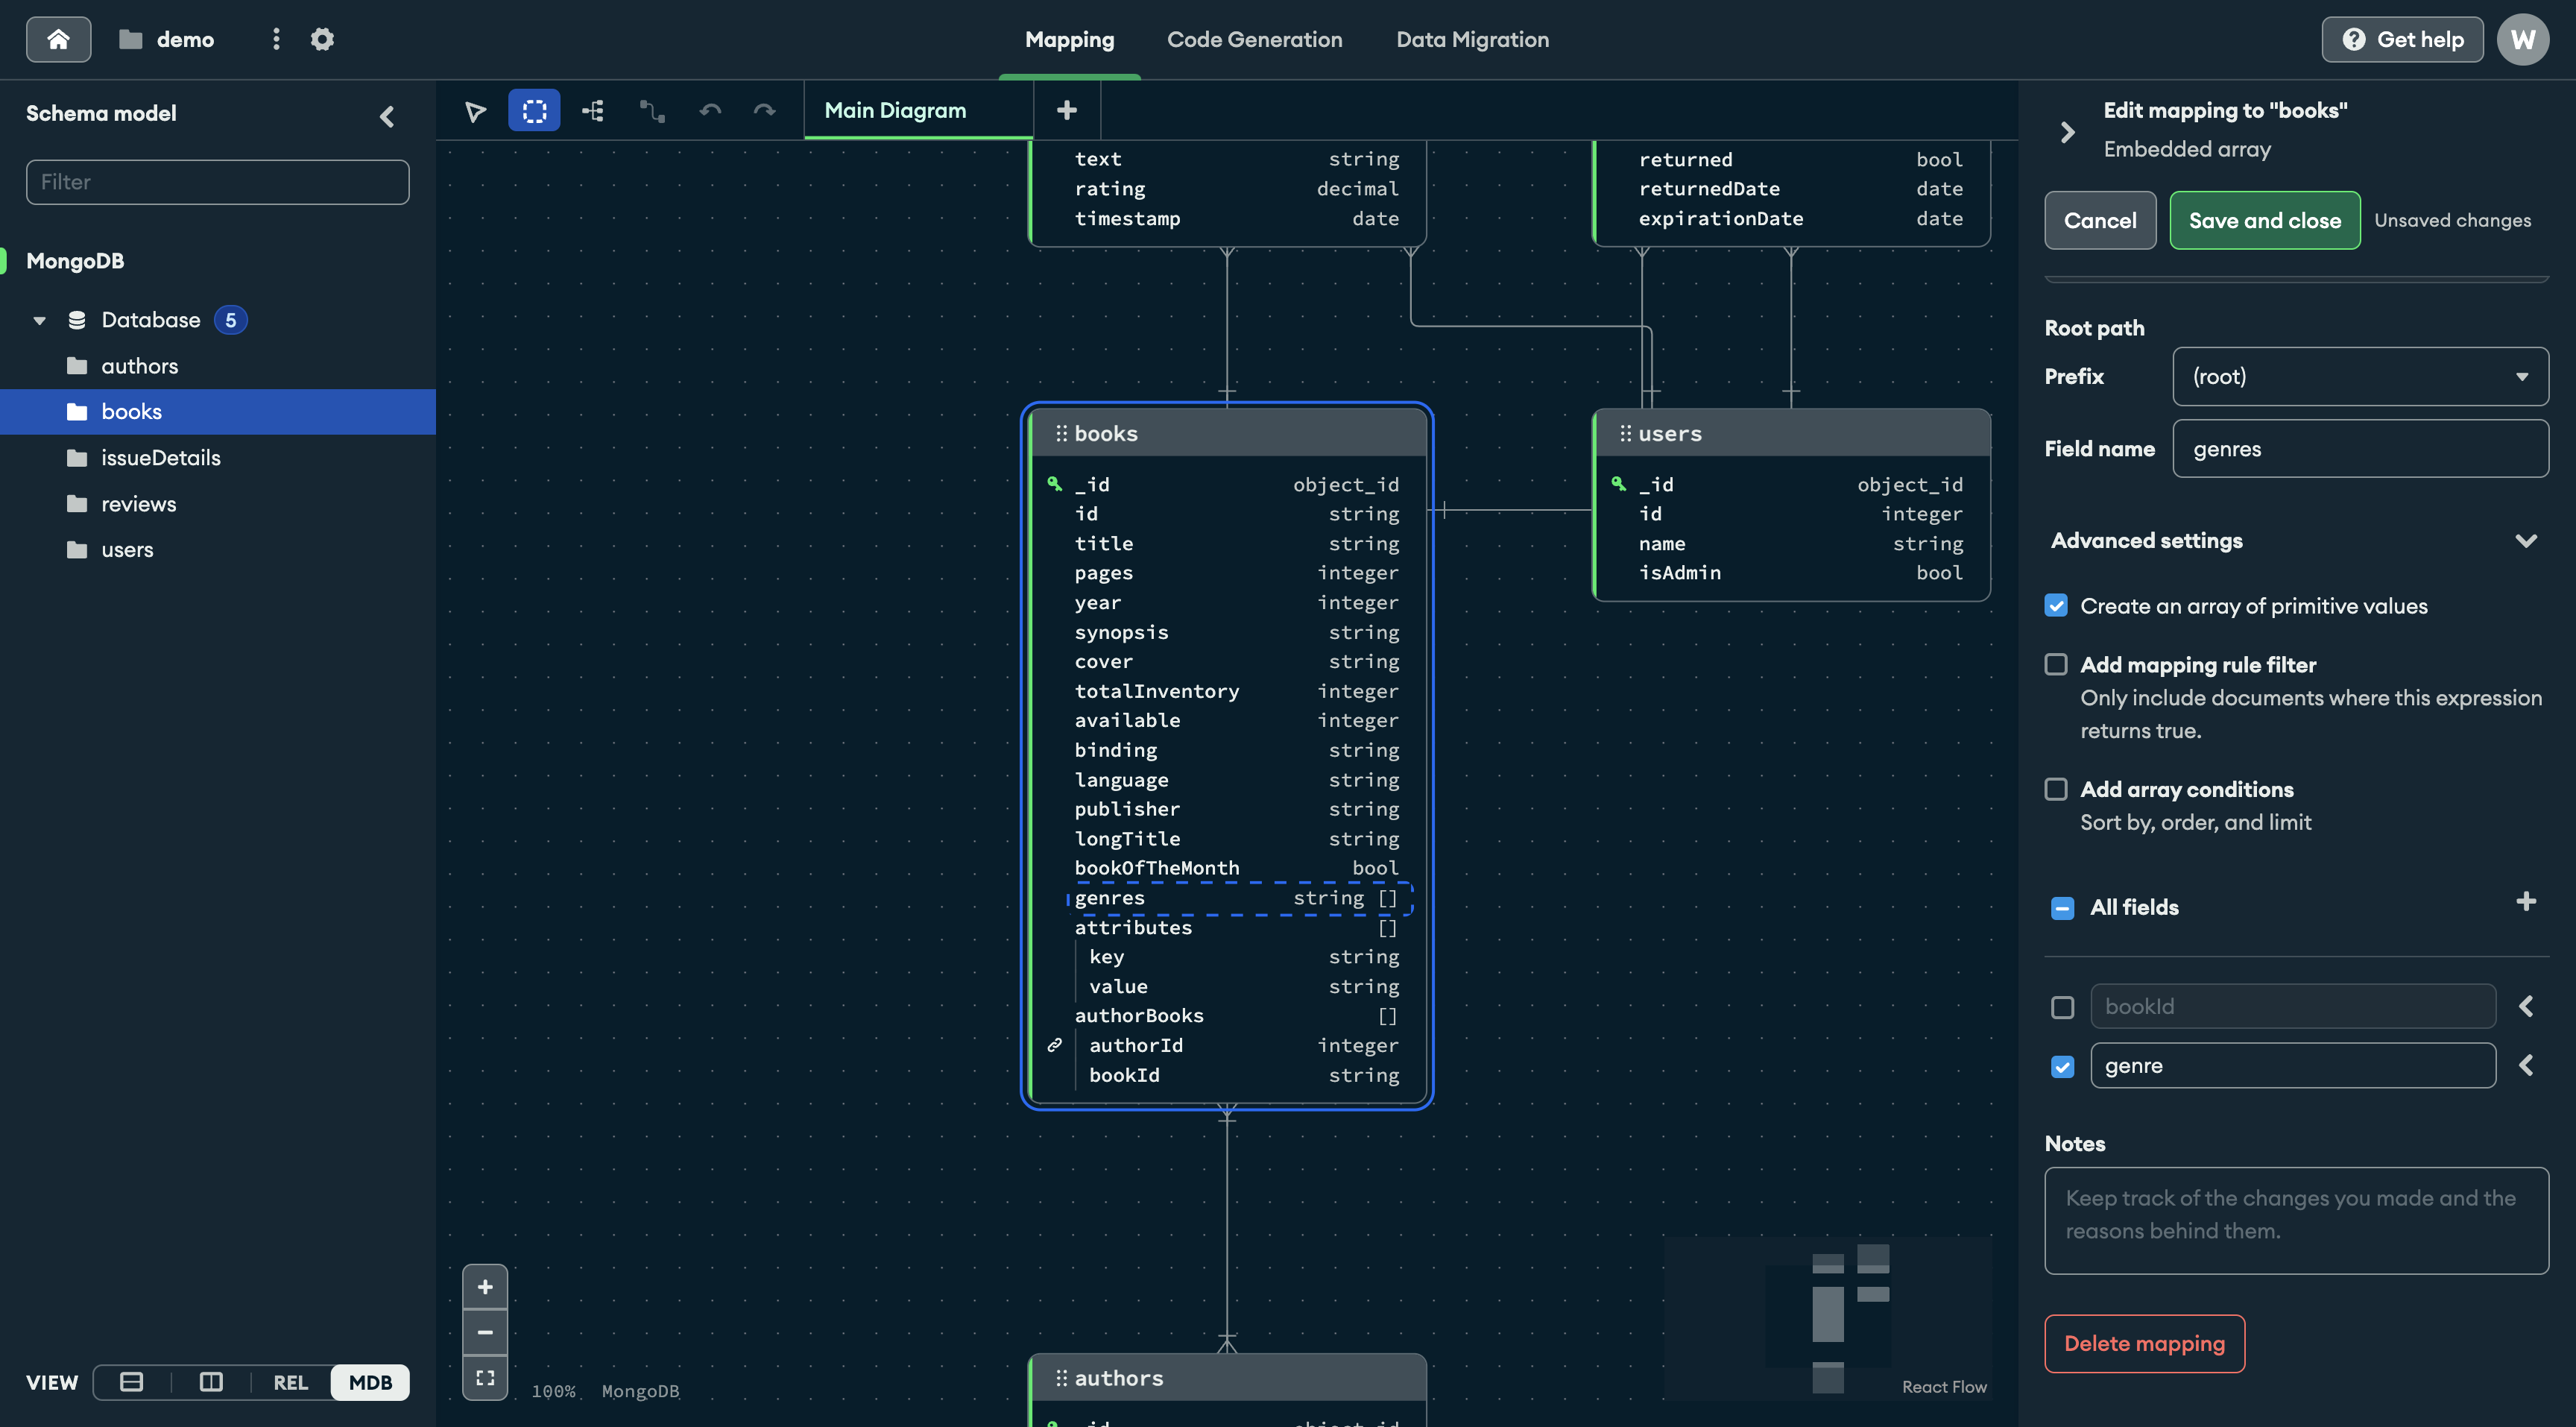 demo
Mapping
Code Generation
Data Migration
Get help
W
Schema model
Filter
MongoDB
Database 5
authors
books
issueDetails
reviews
users
VIEW
REL
MDB
Main Diagram
text string
rating decimal
timestamp date
returned bool
returnedDate date
expirationDate date
books
_id object_id
id string
title string
pages integer
year integer
synopsis string
cover string
totalInventory integer
available integer
binding string
language string
publisher string
longTitle string
bookOfTheMonth bool
genres string []
attributes []
key string
value string
authorBooks []
authorId integer
bookId string
users
_id object_id
id integer
name string
isAdmin bool
authors
100% MongoDB
React Flow
Edit mapping to "books"
Embedded array
Cancel
Save and close
Unsaved changes
Root path
Prefix
(root)
Field name
genres
Advanced settings
Create an array of primitive values
Add mapping rule filter
Only include documents where this expression
returns true.
Add array conditions
Sort by, order, and limit
All fields
bookId
genre
Notes
Keep track of the changes you made and the
reasons behind them.
Delete mapping